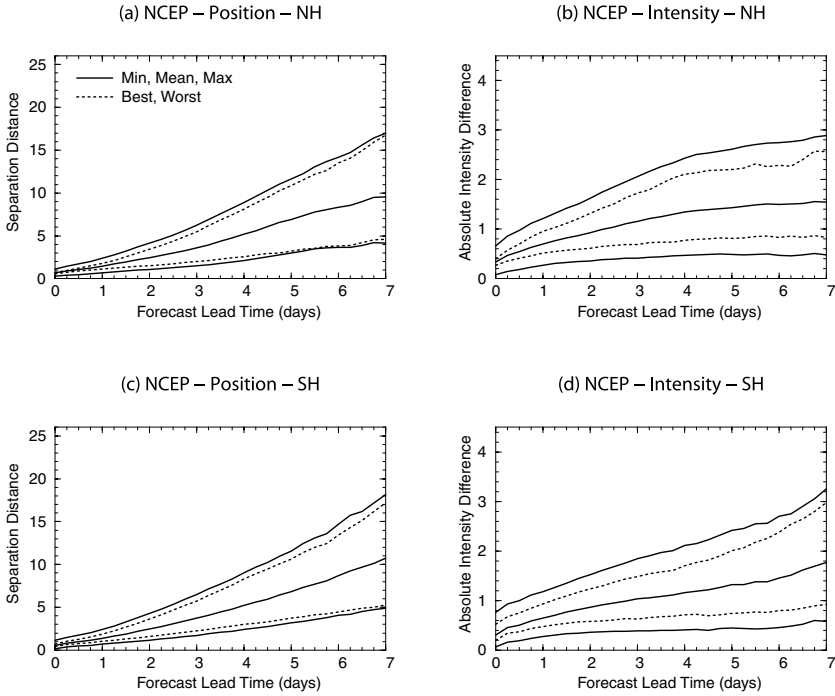 (a) NCEP – Position – NH
25
20
15
10
5
0
Separation Distance
Min, Mean, Max
Best, Worst
0 1 2 3 4 5 6 7
Forecast Lead Time (days)
(b) NCEP – Intensity – NH
4
3
2
1
0
Absolute Intensity Difference
0 1 2 3 4 5 6 7
Forecast Lead Time (days)
(c) NCEP – Position – SH
25
20
15
10
5
0
Separation Distance
0 1 2 3 4 5 6 7
Forecast Lead Time (days)
(d) NCEP – Intensity – SH
4
3
2
1
0
Absolute Intensity Difference
0 1 2 3 4 5 6 7
Forecast Lead Time (days)